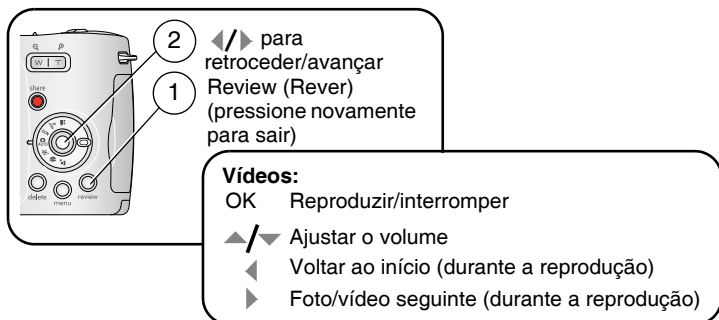 2
◀/▶ para
retroceder/avançar
1
Review (Rever)
(pressione novamente
para sair)
W T
share
delete
menu
review
Vídeos:
OK Reproduzir/interromper
▲/▼ Ajustar o volume
◀ Voltar ao início (durante a reprodução)
▶ Foto/vídeo seguinte (durante a reprodução)